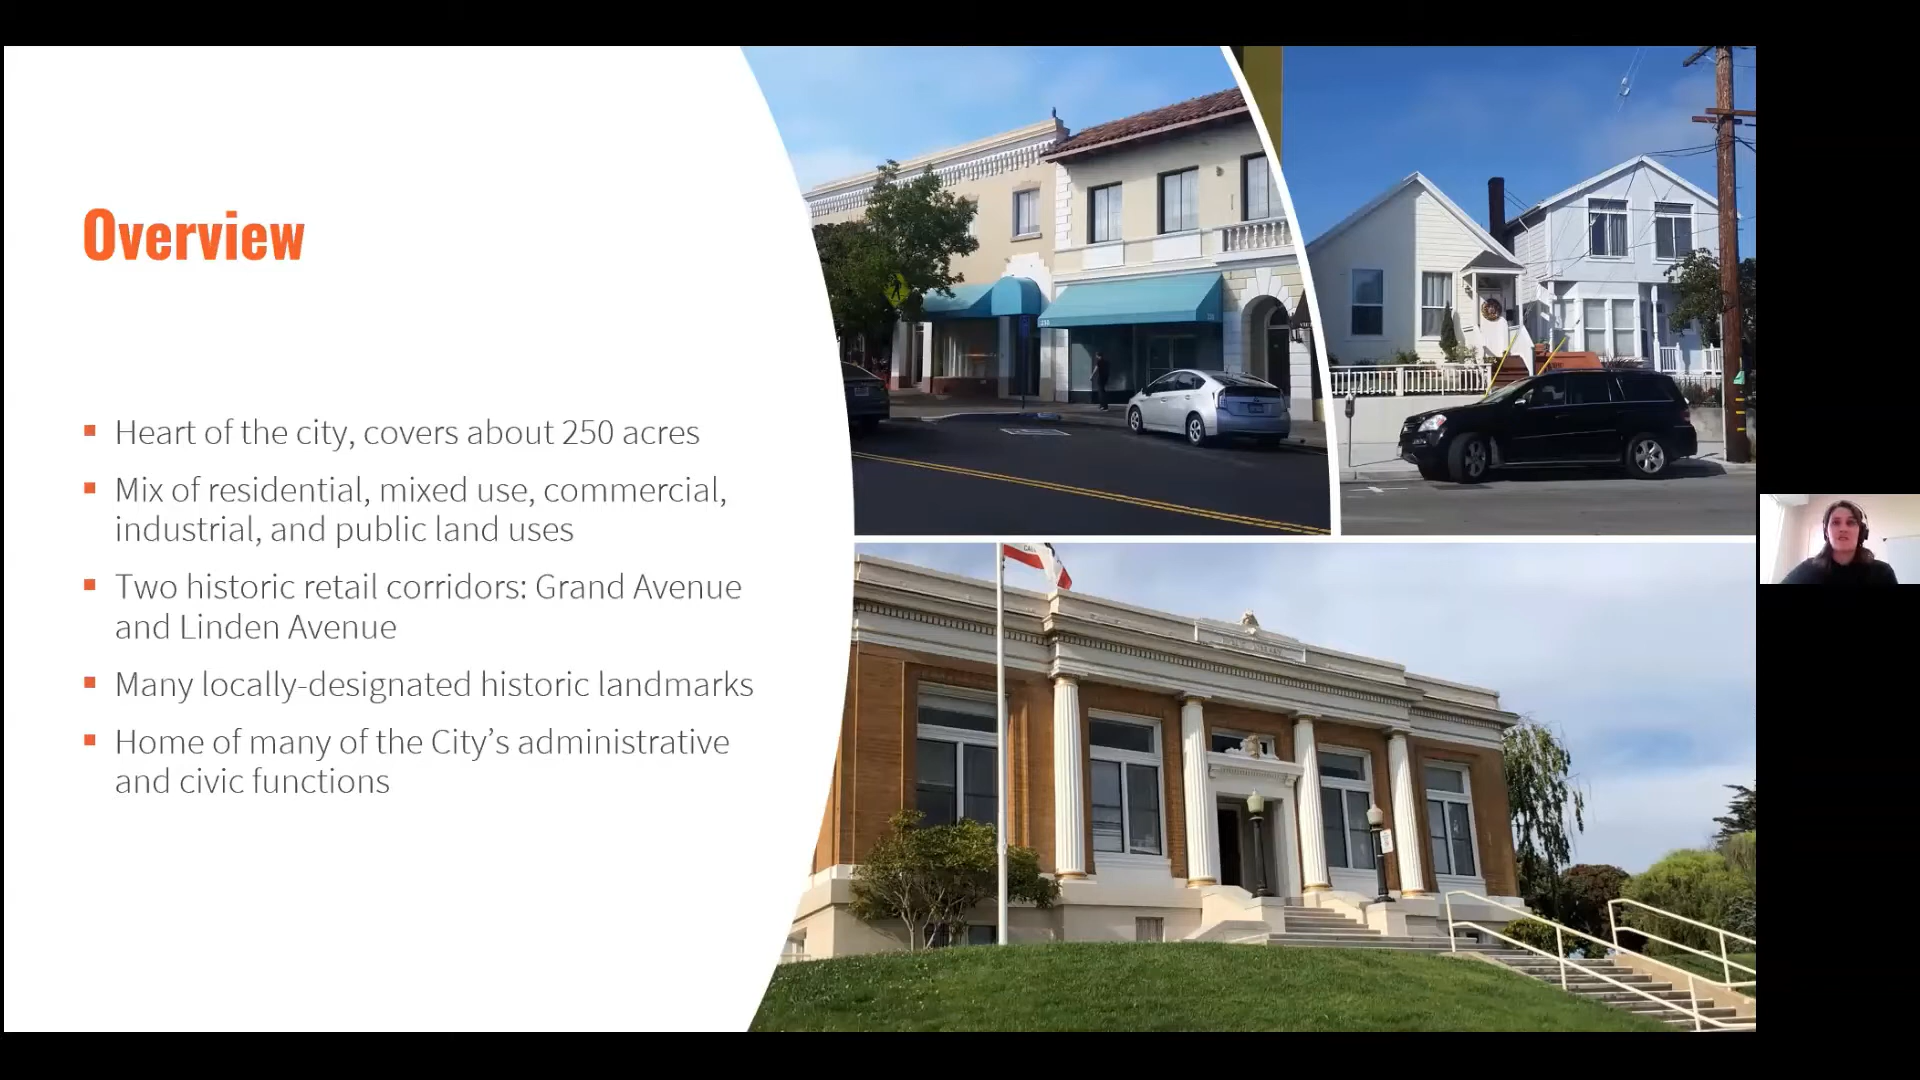 Overview
▪ Heart of the city, covers about 250 acres
▪ Mix of residential, mixed use, commercial,
industrial, and public land uses
▪ Two historic retail corridors: Grand Avenue
and Linden Avenue
▪ Many locally-designated historic landmarks
▪ Home of many of the City’s administrative
and civic functions